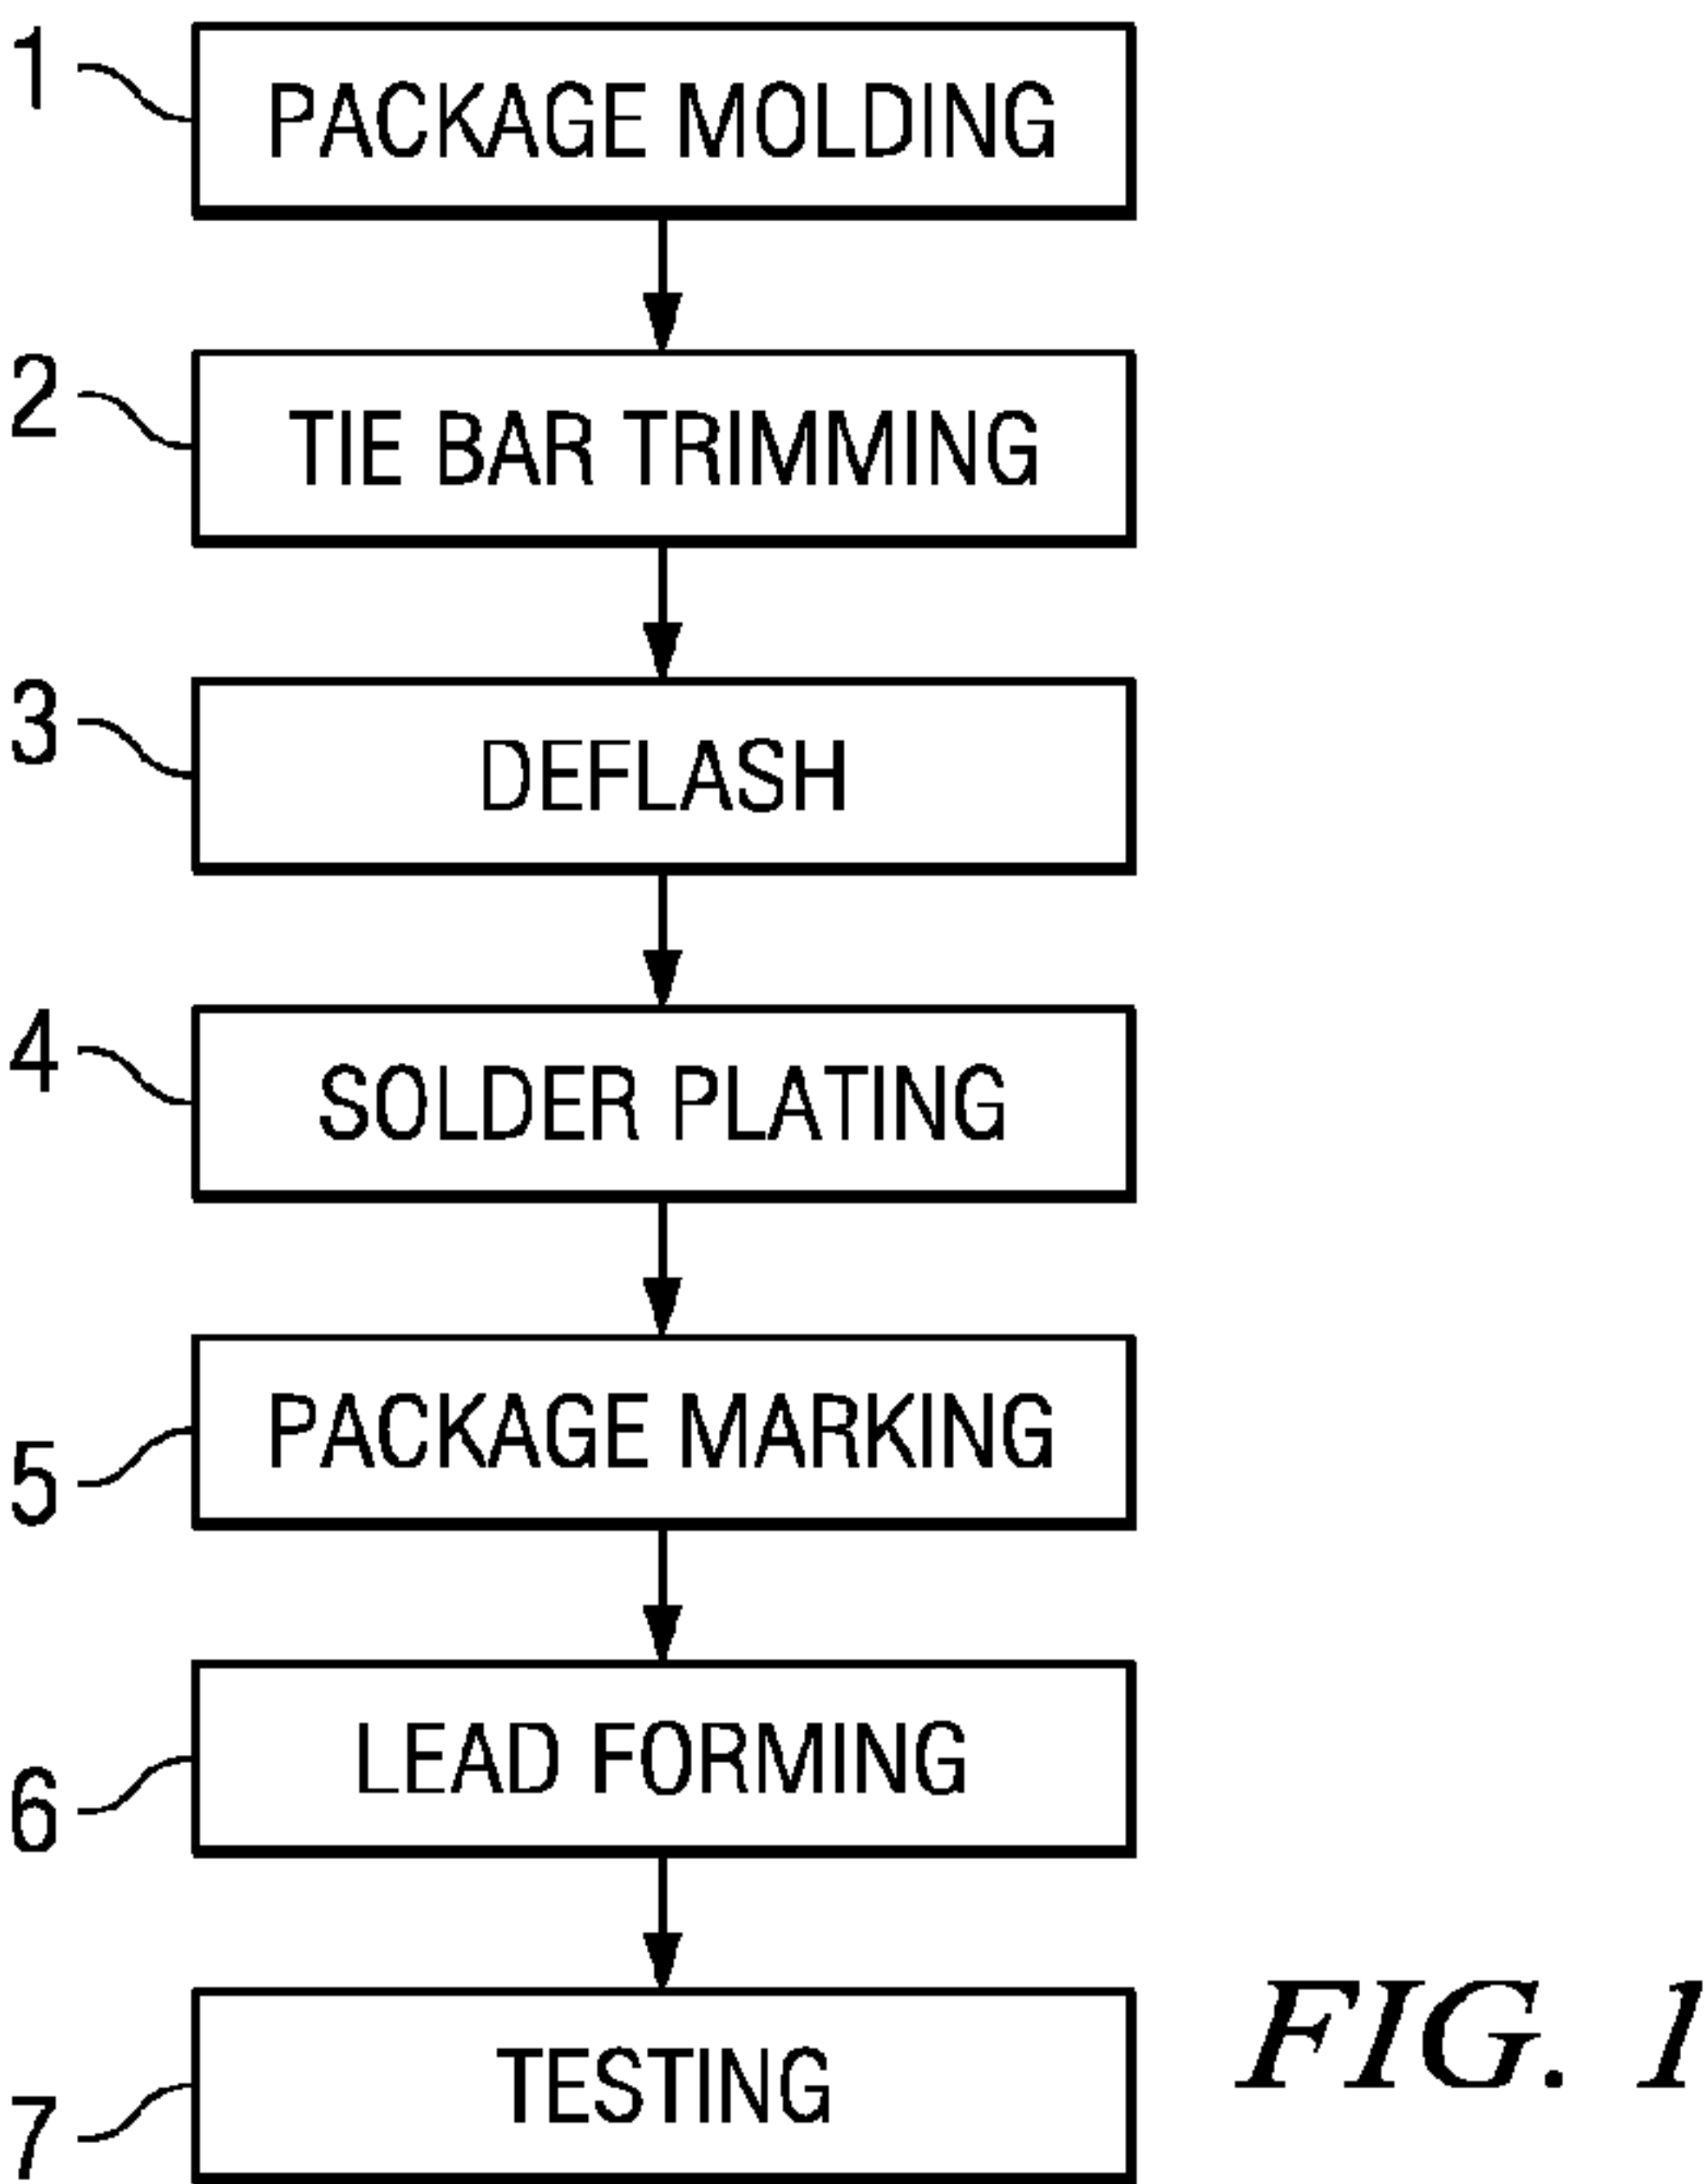 1
PACKAGE MOLDING
2
TIE BAR TRIMMING
3
DEFLASH
4
SOLDER PLATING
5
PACKAGE MARKING
6
LEAD FORMING
7
TESTING
FIG. 1